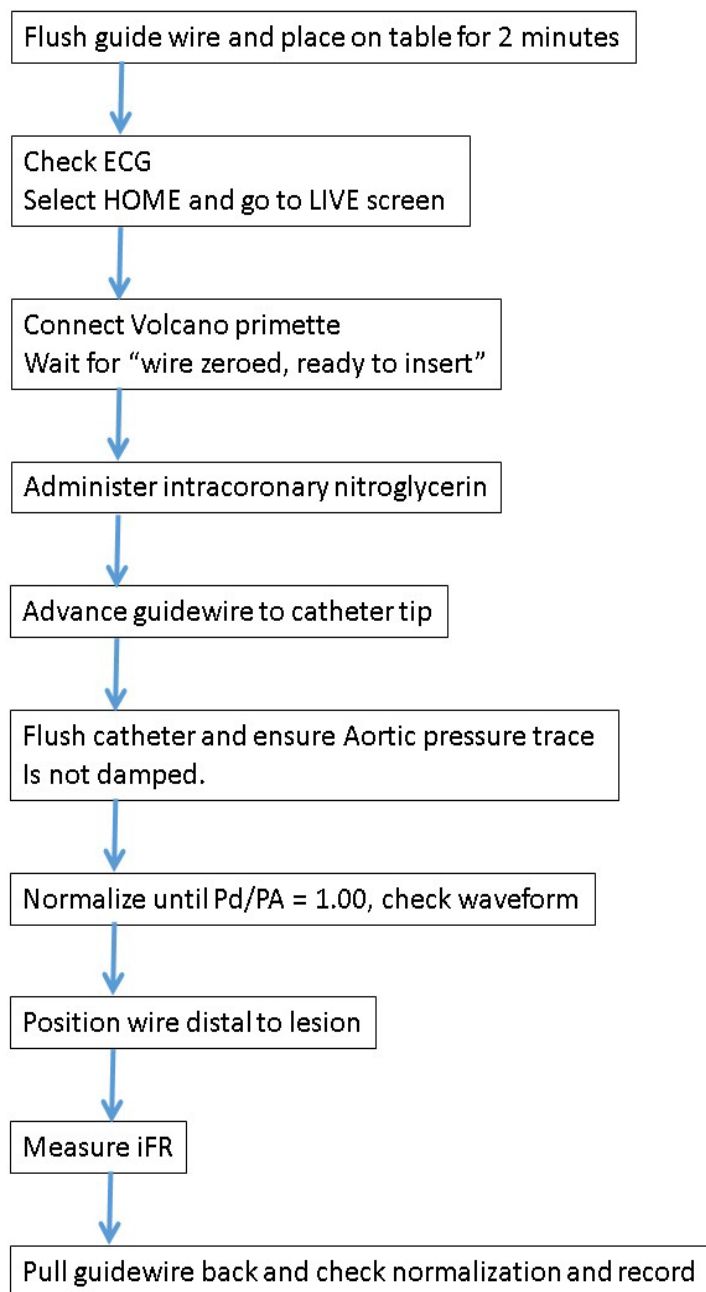 Flush guide wire and place on table for 2 minutes
Check ECG
Select HOME and go to LIVE screen
Connect Volcano primette
Wait for “wire zeroed, ready to insert”
Administer intracoronary nitroglycerin
Advance guidewire to catheter tip
Flush catheter and ensure Aortic pressure trace
Is not damped.
Normalize until Pd/PA = 1.00, check waveform
Position wire distal to lesion
Measure iFR
Pull guidewire back and check normalization and record